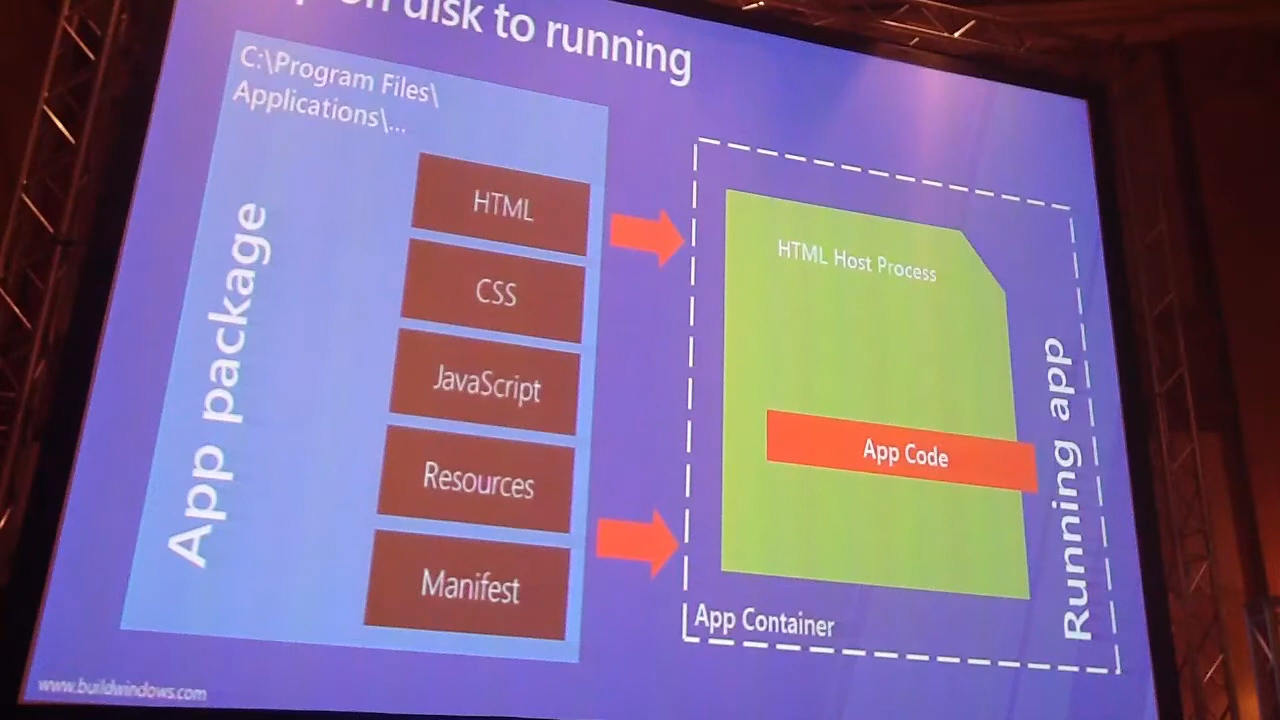 on disk to running
C:\Program Files\
Applications\...
App package
HTML
CSS
JavaScript
Resources
Manifest
HTML Host Process
App Code
App Container
Running app
www.buildwindows.com